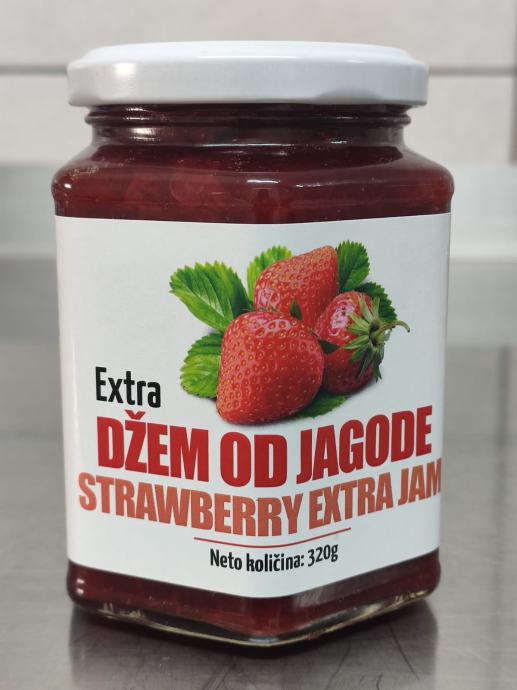 Extra
DŽEM OD JAGODE
STRAWBERRY EXTRA JAM
Neto količina: 320g